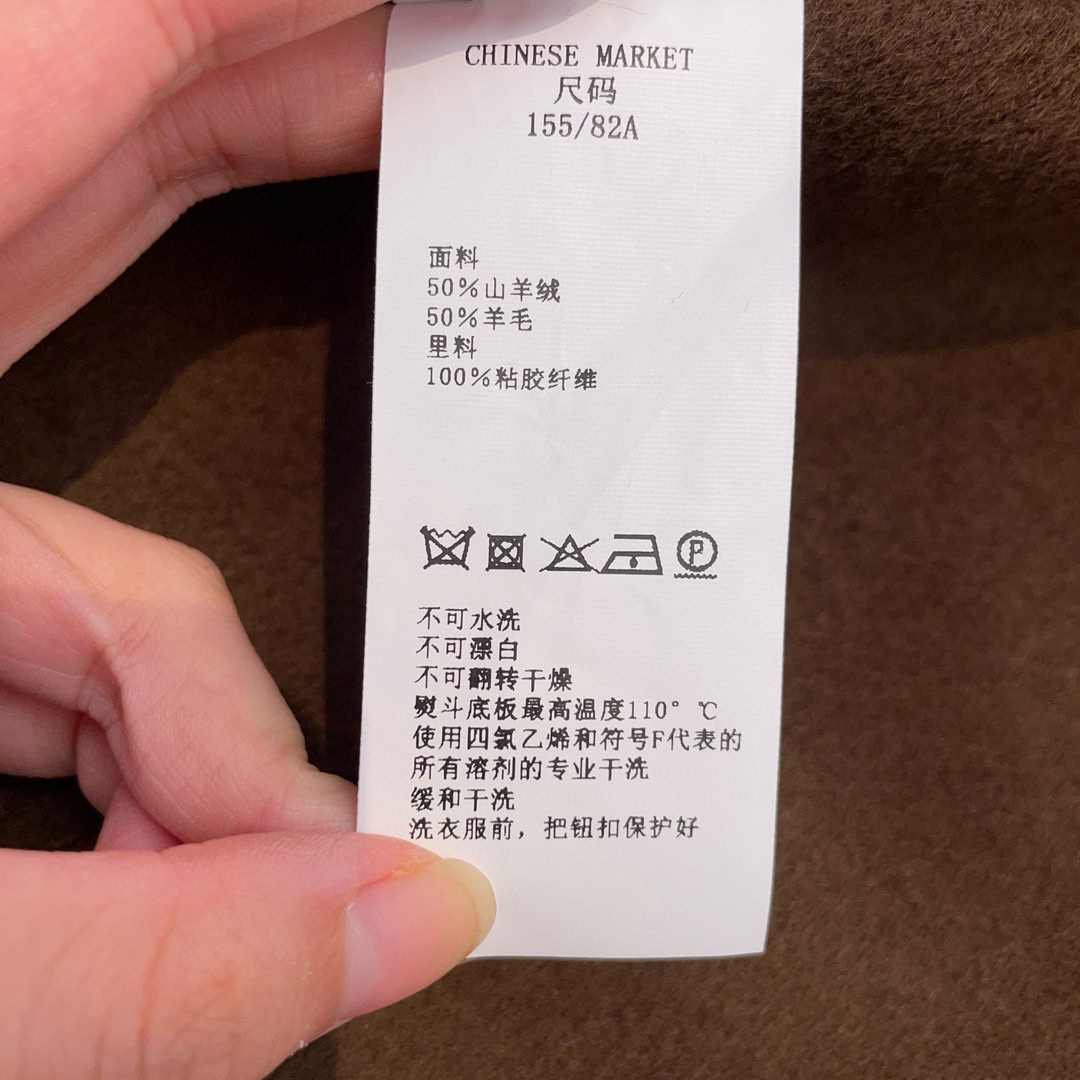 CHINESE MARKET
尺码
155/82A
面料
50%山羊绒
50%羊毛
里料
100%粘胶纤维
P
不可水洗
不可漂白
不可翻转干燥
熨斗底板最高温度110°℃
使用四氯乙烯和符号F代表的
所有溶剂的专业干洗
缓和干洗
洗衣服前，把钮扣保护好